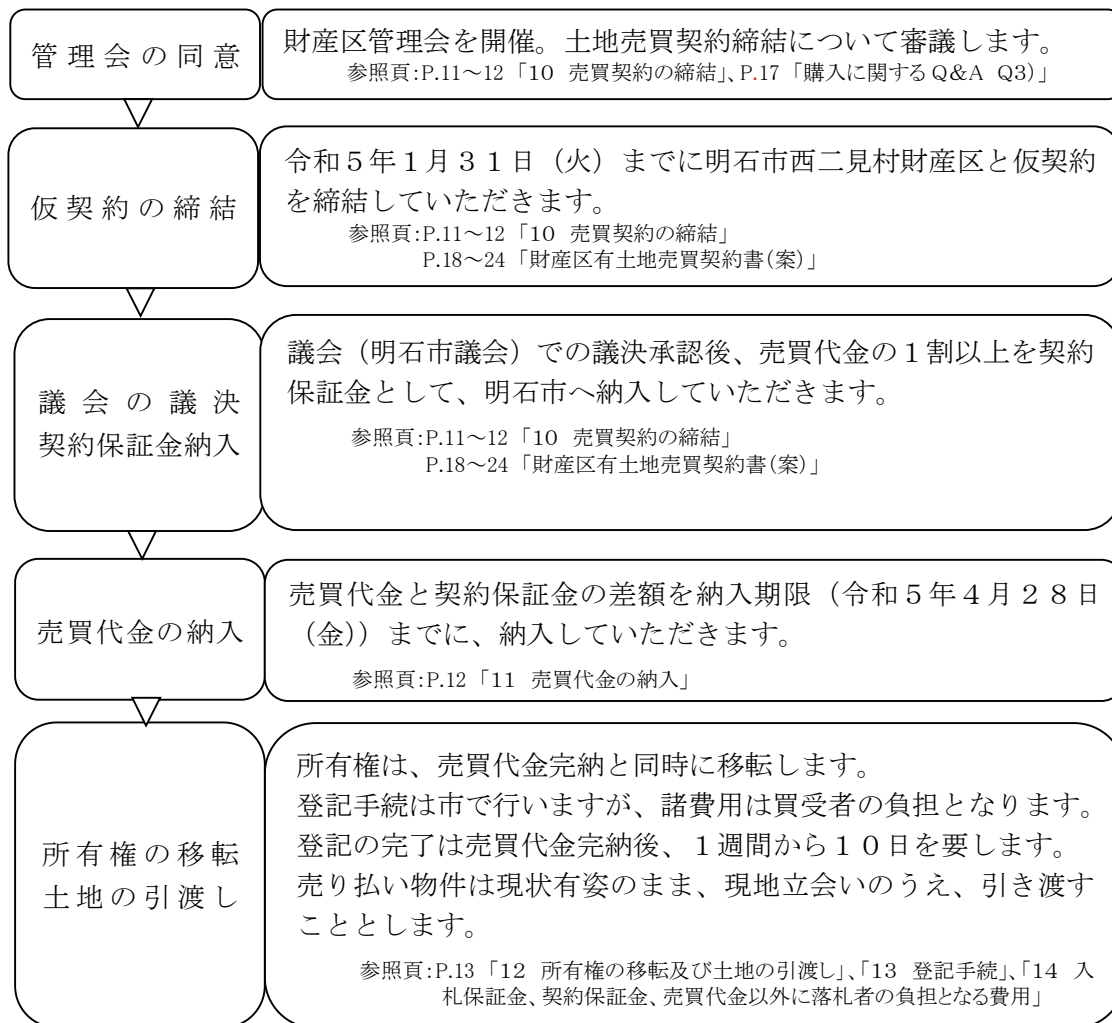 管理会の同意
財産区管理会を開催。土地売買契約締結について審議します。
参照頁:P.11～12「10 売買契約の締結」、P.17「購入に関するQ&A Q3)」
仮契約の締結
令和５年１月３１日（火）までに明石市西二見村財産区と仮契約
を締結していただきます。
参照頁:P.11～12「10 売買契約の締結」
P.18～24「財産区有土地売買契約書(案)」
議会の議決
契約保証金納入
議会（明石市議会）での議決承認後、売買代金の１割以上を契約
保証金として、明石市へ納入していただきます。
参照頁:P.11～12「10 売買契約の締結」
P.18～24「財産区有土地売買契約書(案)」
売買代金の納入
売買代金と契約保証金の差額を納入期限（令和５年４月２８日
（金））までに、納入していただきます。
参照頁:P.12「11 売買代金の納入」
所有権の移転
土地の引渡し
所有権は、売買代金完納と同時に移転します。
登記手続は市で行いますが、諸費用は買受者の負担となります。
登記の完了は売買代金完納後、１週間から１０日を要します。
売り払い物件は現状有姿のまま、現地立会いのうえ、引き渡す
こととします。
参照頁:P.13「12 所有権の移転及び土地の引渡し」、「13 登記手続」、「14 入
札保証金、契約保証金、売買代金以外に落札者の負担となる費用」